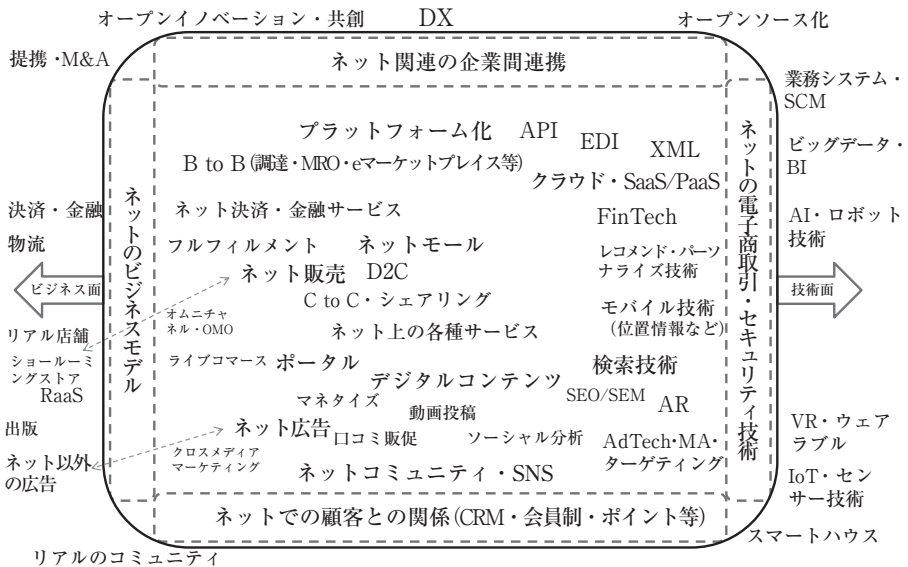 オープンイノベーション・共創
DX
オープンソース化
提携・M&A
ネット関連の企業間連携
業務システム・
SCM
プラットフォーム化
API
EDI
XML
B to B(調達・MRO・eマーケットプレイス等)
クラウド・SaaS/PaaS
ビッグデータ・
BI
ネットのビジネスモデル
ネットの電子商取引・セキュリティ技術
決済・金融
ネット決済・金融サービス
FinTech
AI・ロボット
技術
物流
フルフィルメント
ネットモール
レコメンド・パーソ
ナライズ技術
ネット販売
D2C
ビジネス面
技術面
C to C・シェアリング
モバイル技術
(位置情報など)
オムニチャ
ネル・OMO
リアル店舗
ネット上の各種サービス
ショールーミ
ングストア
RaaS
ライブコマース
ポータル
検索技術
デジタルコンテンツ
SEO/SEM
AR
マネタイズ
動画投稿
出版
ネット広告
口コミ販促
ソーシャル分析
AdTech・MA・
ターゲティング
VR・ウェア
ラブル
ネット以外
の広告
クロスメディア
マーケティング
ネットコミュニティ・SNS
IoT・セン
サー技術
ネットでの顧客との関係(CRM・会員制・ポイント等)
スマートハウス
リアルのコミュニティ